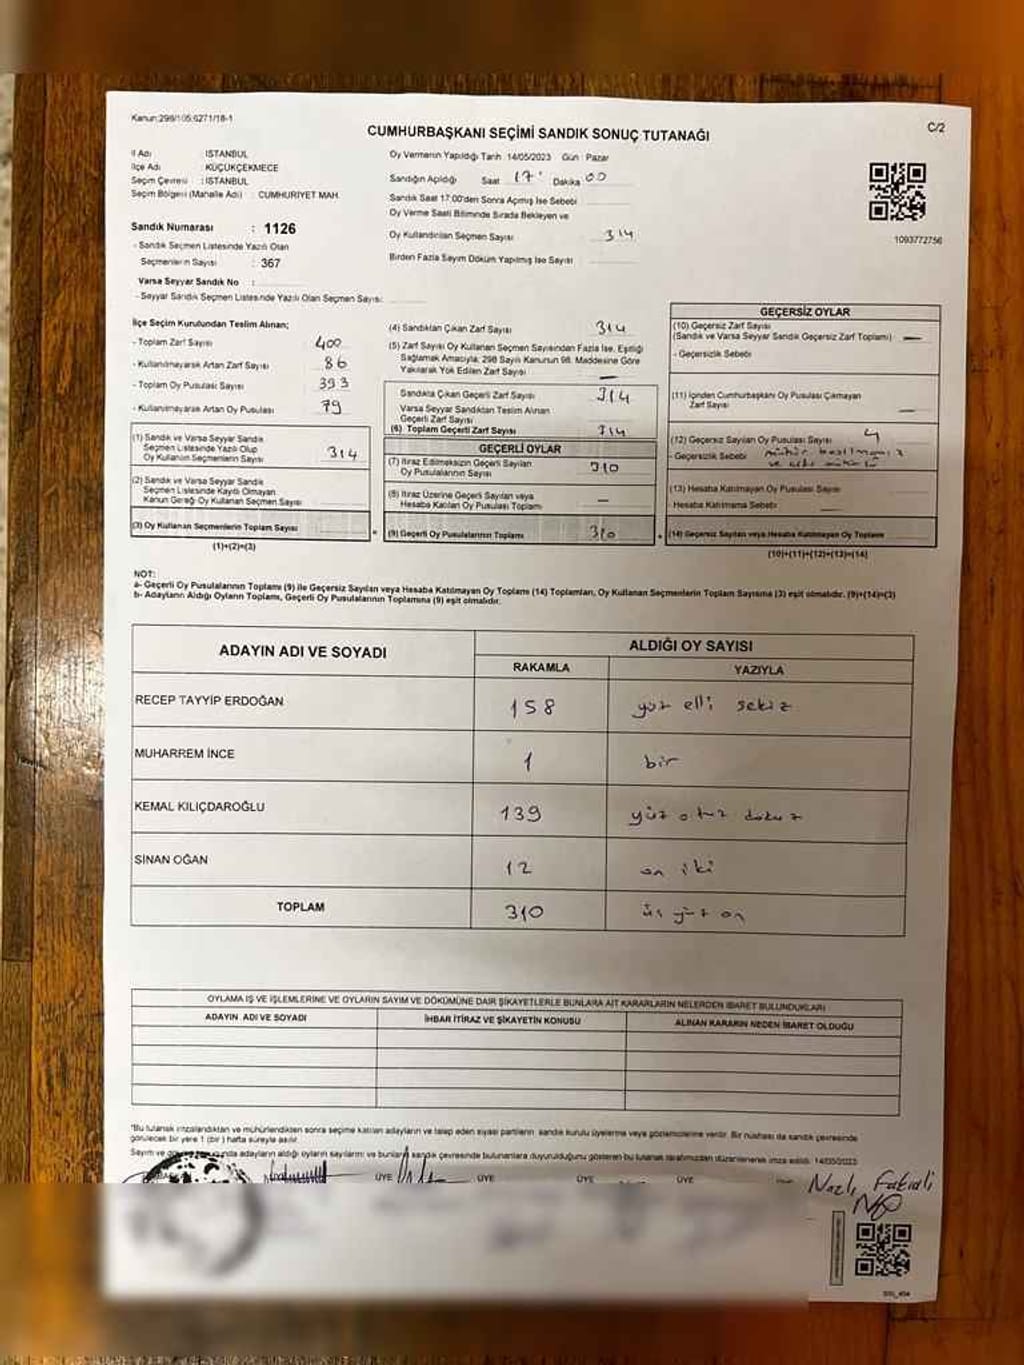 Kanun:298/105;6271/18-1
C/2
CUMHURBAŞKANI SEÇİMİ SANDIK SONUÇ TUTANAĞI
İl Adı İSTANBUL
İlçe Adı KÜÇÜKÇEKMECE
Seçim Çevresi : İSTANBUL
Seçim Bölgesi (Mahalle Adı) : CUMHURİYET MAH.
Sandık Numarası : 1126
- Sandık Seçmen Listesinde Yazılı Olan
Seçmenlerin Sayısı : 367
Varsa Seyyar Sandık No :
- Seyyar Sandık Seçmen Listesinde Yazılı Olan Seçmen Sayısı:
Oy Vermenin Yapıldığı Tarih: 14/05/2023 Gün : Pazar
Sandığın Açıldığı Saat 17 Dakika 00
Sandık Saat 17:00'den Sonra Açılmış İse Sebebi
Oy Verme Saati Bitiminde Sırada Bekleyen ve
Oy Kullandırılan Seçmen Sayısı 314
Birden Fazla Sayım Döküm Yapılmış İse Sayısı
1093772756
İlçe Seçim Kurulundan Teslim Alınan;
- Toplam Zarf Sayısı 400
- Kullanılmayarak Artan Zarf Sayısı 86
- Toplam Oy Pusulası Sayısı 393
- Kullanılmayarak Artan Oy Pusulası 79
(1) Sandık ve Varsa Seyyar Sandık
Seçmen Listesinde Yazılı Olup
Oy Kullanan Seçmenlerin Sayısı 314
(2) Sandık ve Varsa Seyyar Sandık
Seçmen Listesinde Kayıtlı Olmayan
Kanun Gereği Oy Kullanan Seçmen Sayısı
(3) Oy Kullanan Seçmenlerin Toplam Sayısı
(1)+(2)=(3)
(4) Sandıktan Çıkan Zarf Sayısı 314
(5) Zarf Sayısı Oy Kullanan Seçmen Sayısından Fazla İse, Eşitliği
Sağlamak Amacıyla; 298 Sayılı Kanunun 98. Maddesine Göre
Yakılarak Yok Edilen Zarf Sayısı —
Sandıkta Çıkan Geçerli Zarf Sayısı 314
Varsa Seyyar Sandıktan Teslim Alınan
Geçerli Zarf Sayısı
(6) Toplam Geçerli Zarf Sayısı 314
GEÇERLİ OYLAR
(7) İtiraz Edilmeksizin Geçerli Sayılan
Oy Pusulalarının Sayısı 310
(8) İtiraz Üzerine Geçerli Sayılan veya
Hesaba Katılan Oy Pusulası Toplamı —
(9) Geçerli Oy Pusulalarının Toplamı 310
GEÇERSİZ OYLAR
(10) Geçersiz Zarf Sayısı
(Sandık ve Varsa Seyyar Sandık Geçersiz Zarf Toplamı) —
- Geçersizlik Sebebi
(11) İçinden Cumhurbaşkanı Oy Pusulası Çıkmayan
Zarf Sayısı —
(12) Geçersiz Sayılan Oy Pusulası Sayısı 4
- Geçersizlik Sebebi mühür
(13) Hesaba Katılmayan Oy Pusulası Sayısı
- Hesaba Katılmama Sebebi —
(14) Geçersiz Sayılan veya Hesaba Katılmayan Oy Toplamı
(10)+(11)+(12)+(13)=(14)
NOT:
a- Geçerli Oy Pusulalarının Toplamı (9) ile Geçersiz Sayılan veya Hesaba Katılmayan Oy Toplamı (14) Toplamları, Oy Kullanan Seçmenlerin Toplam Sayısına (3) eşit olmalıdır. (9)+(14)=(3)
b- Adayların Aldığı Oyların Toplamı, Geçerli Oy Pusulalarının Toplamına (9) eşit olmalıdır.
ADAYIN ADI VE SOYADI ALDIĞI OY SAYISI
RAKAMLA YAZIYLA
RECEP TAYYİP ERDOĞAN 158 yüz elli sekiz
MUHARREM İNCE 1 bir
KEMAL KILIÇDAROĞLU 139 yüz otuz dokuz
SİNAN OĞAN 12 on iki
TOPLAM 310 üç yüz on
OYLAMA İŞ VE İŞLEMLERİNE VE OYLARIN SAYIM VE DÖKÜMÜNE DAİR ŞİKAYETLERLE BUNLARA AİT KARARLARIN NELERDEN İBARET BULUNDUKLARI
ADAYIN ADI VE SOYADI İHBAR İTİRAZ VE ŞİKAYETİN KONUSU ALINAN KARARIN NEDEN İBARET OLDUĞU
*Bu tutanak imzalandıktan ve mühürlendikten sonra seçime katılan adayların ve talep eden siyasi partilerin sandık kurulu üyelerine veya gözlemcilerine verilir. Bir nüshası da sandık çevresinde
görülecek bir yere 1 (bir) hafta süreyle asılır.
Sayım ve adayların aldığı oyların sayılarını ve bunların sandık çevresinde bulunanlara duyurulduğunu gösteren bu tutanak tarafımızdan düzenlenerek imza edildi. 14/05/2023
ÜYE ÜYE ÜYE ÜYE
Nazlı